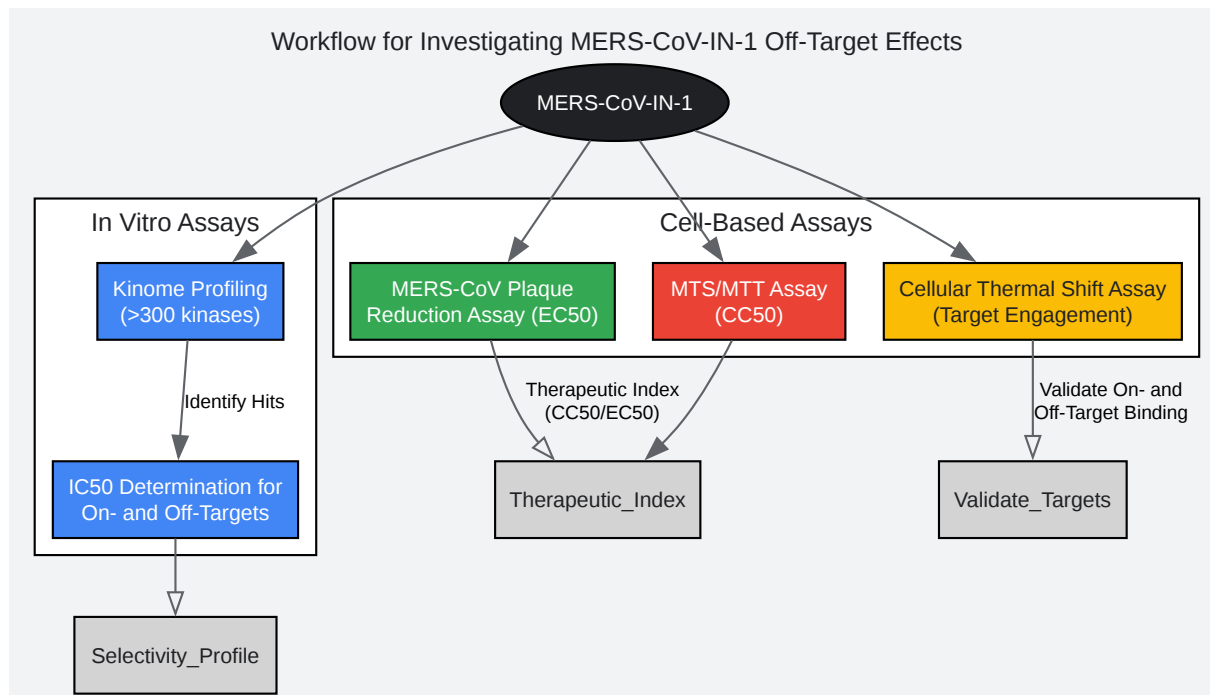 Workflow for Investigating MERS-CoV-IN-1 Off-Target Effects
MERS-CoV-IN-1
In Vitro Assays
Cell-Based Assays
Kinome Profiling
(>300 kinases)
MERS-CoV Plaque
Reduction Assay (EC50)
MTS/MTT Assay
(CC50)
Cellular Thermal Shift Assay
(Target Engagement)
Identify Hits
Therapeutic Index
(CC50/EC50)
Validate On- and
Off-Target Binding
IC50 Determination for
On- and Off-Targets
Therapeutic_Index
Validate_Targets
Selectivity_Profile